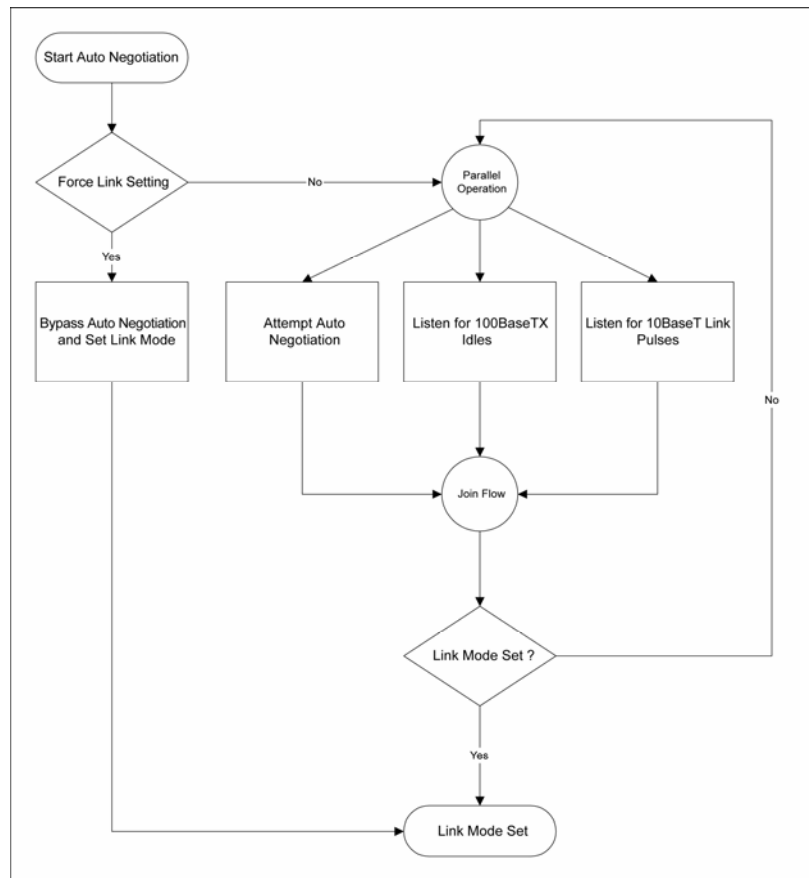 Start Auto Negotiation
Force Link Setting
No
Parallel
Operation
Yes
Bypass Auto Negotiation
and Set Link Mode
Attempt Auto
Negotiation
Listen for 100BaseTX
Idles
Listen for 10BaseT Link
Pulses
No
Join Flow
Link Mode Set ?
Yes
Link Mode Set